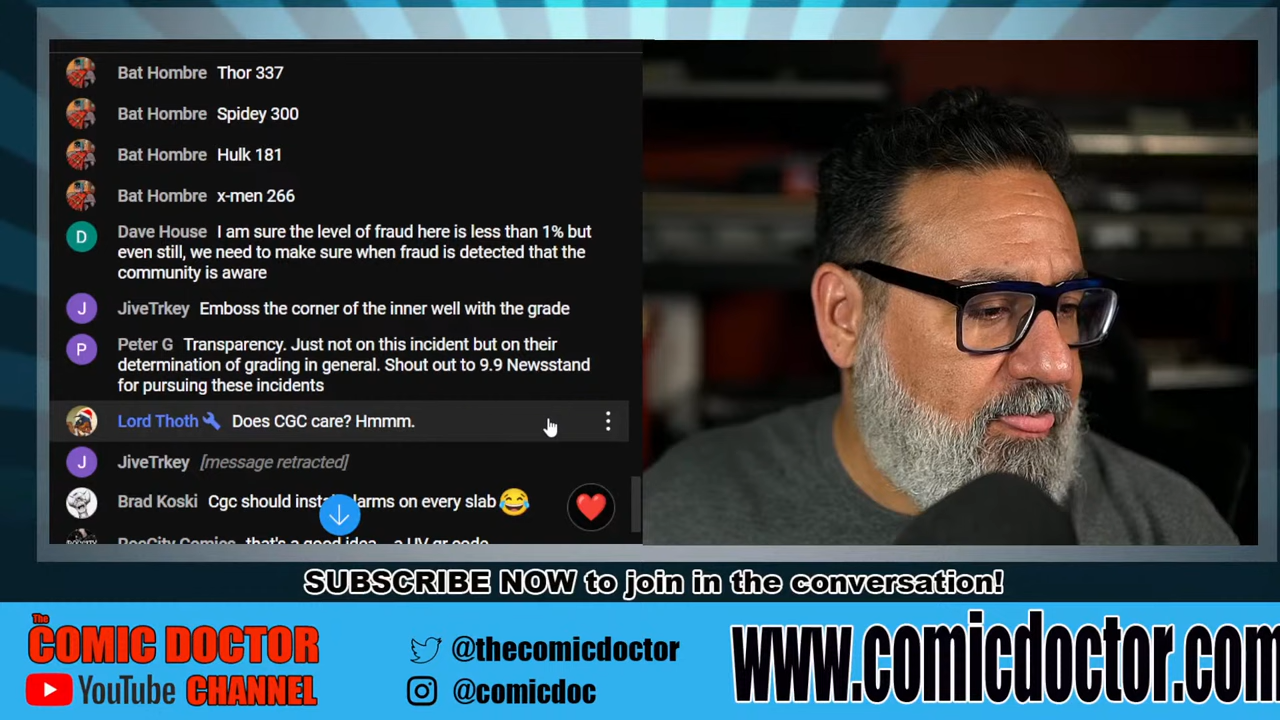 Bat Hombre Thor 337
Bat Hombre Spidey 300
Bat Hombre Hulk 181
Bat Hombre x-men 266
D Dave House I am sure the level of fraud here is less than 1% but
even still, we need to make sure when fraud is detected that the
community is aware
J JiveTrkey Emboss the corner of the inner well with the grade
P Peter G Transparency. Just not on this incident but on their
determination of grading in general. Shout out to 9.9 Newsstand
for pursuing these incidents
Lord Thoth Does CGC care? Hmmm.
J JiveTrkey [message retracted]
Brad Koski Cgc should insta larms on every slab 😂
that's a good idea
SUBSCRIBE NOW to join in the conversation!
The
COMIC DOCTOR
YouTube CHANNEL
@thecomicdoctor
@comicdoc
www.comicdoctor.com